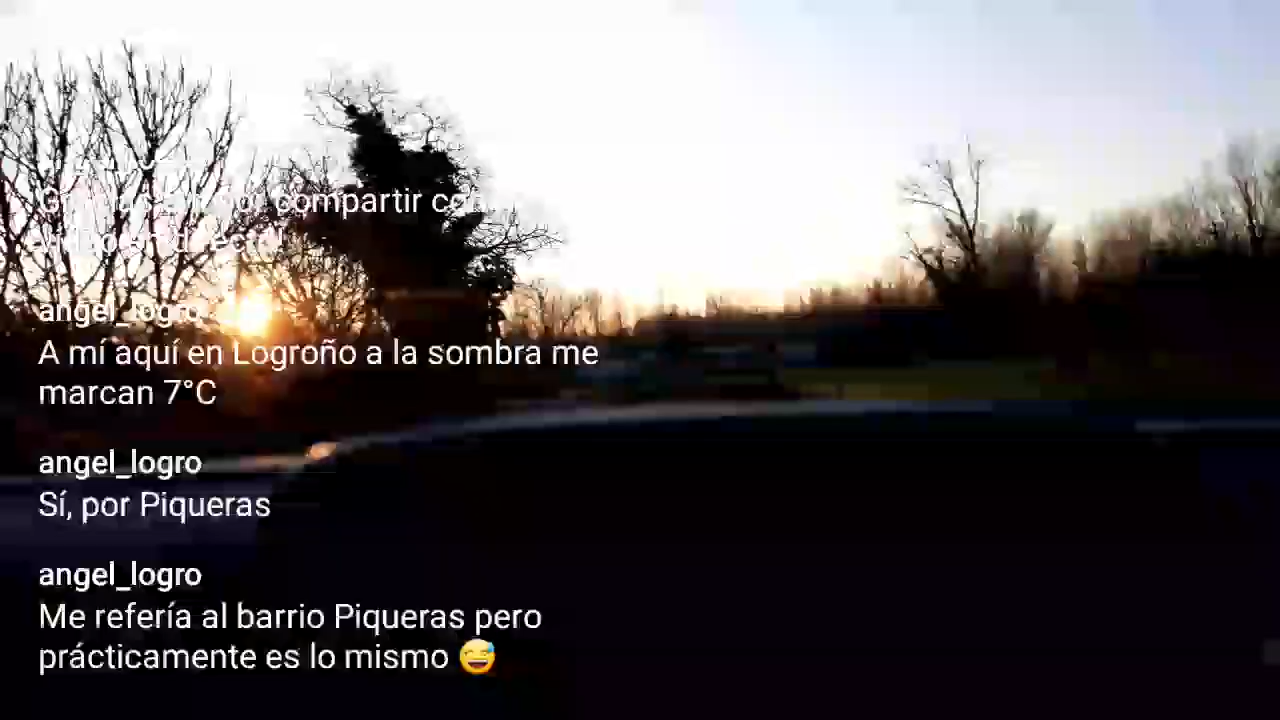 compartir
angel_logro
A mí aquí en Logroño a la sombra me
marcan 7°C
angel_logro
Sí, por Piqueras
angel_logro
Me refería al barrio Piqueras pero
prácticamente es lo mismo 😅